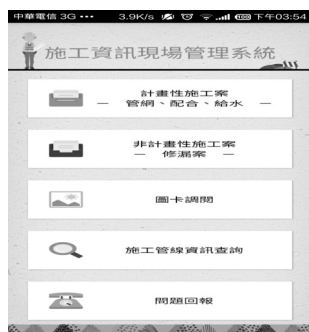 中華電信 3G ••• 3.9K/s 100 下午03:54
施工資訊現場管理系統
計畫性施工案
— 管網、配合、給水 —
非計畫性施工案
— 修漏案 —
圖卡調閱
施工管線資訊查詢
問題回報